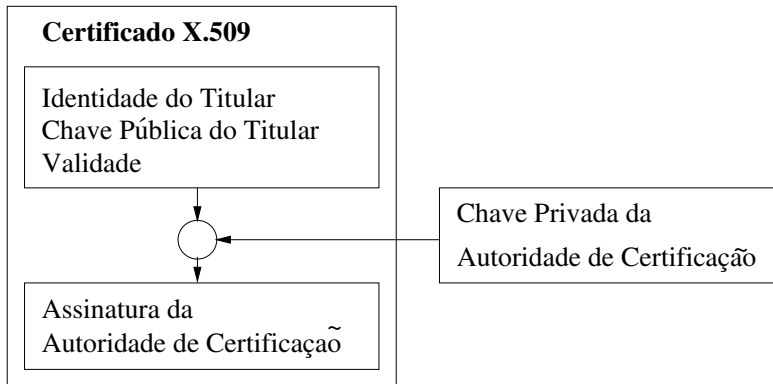 Certificado X.509
Identidade do Titular
Chave Pública do Titular
Validade
Chave Privada da
Autoridade de Certificação
Assinatura da
Autoridade de Certificação